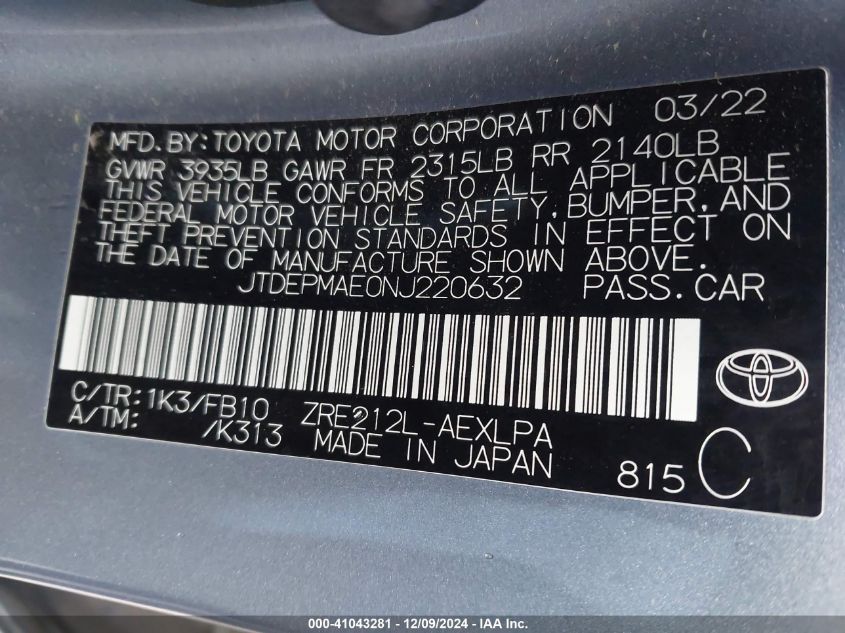 MFD. BY: TOYOTA MOTOR CORPORATION 03/22
GVWR 3935LB GAWR FR 2315LB RR 2140LB
THIS VEHICLE CONFORMS TO ALL APPLICABLE
FEDERAL MOTOR VEHICLE SAFETY, BUMPER, AND
THEFT PREVENTION STANDARDS IN EFFECT ON
THE DATE OF MANUFACTURE SHOWN ABOVE.
JTDEPMAE0NJ220632 PASS. CAR
C/TR: 1K3/FB10 ZRE212L-AEXLPA
A/TM: /K313 MADE IN JAPAN
815 C
000-41043281 - 12/09/2024 - IAA Inc.